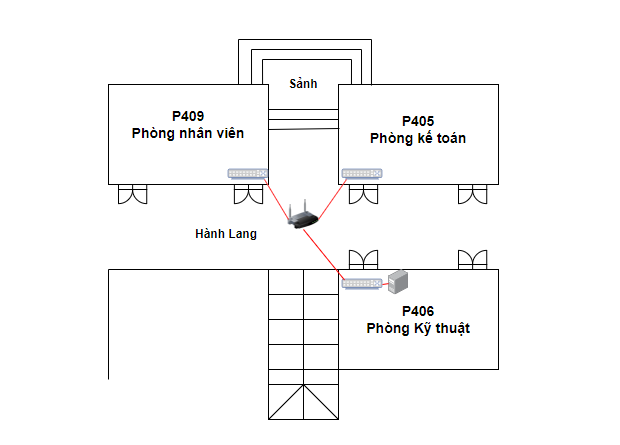 Sảnh
P409
Phòng nhân viên
P405
Phòng kế toán
Hành Lang
P406
Phòng Kỹ thuật